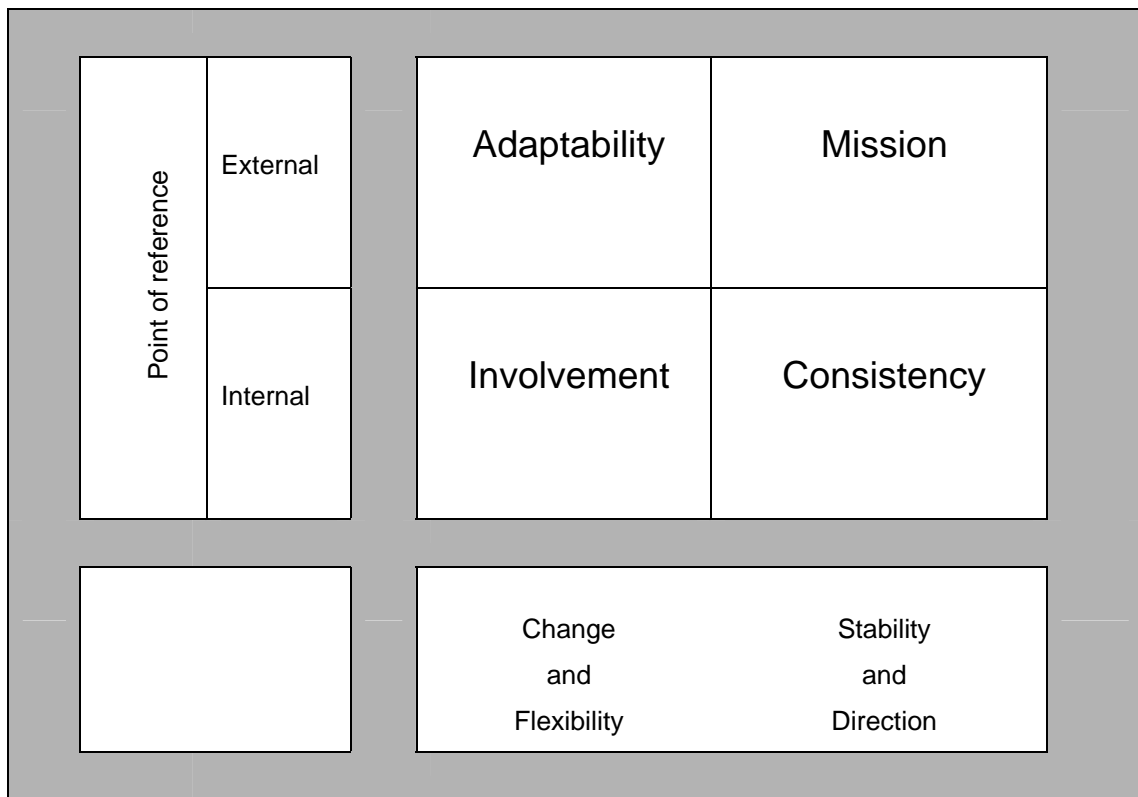 Point of reference
External
Adaptability
Mission
Internal
Involvement
Consistency
Change
and
Flexibility
Stability
and
Direction